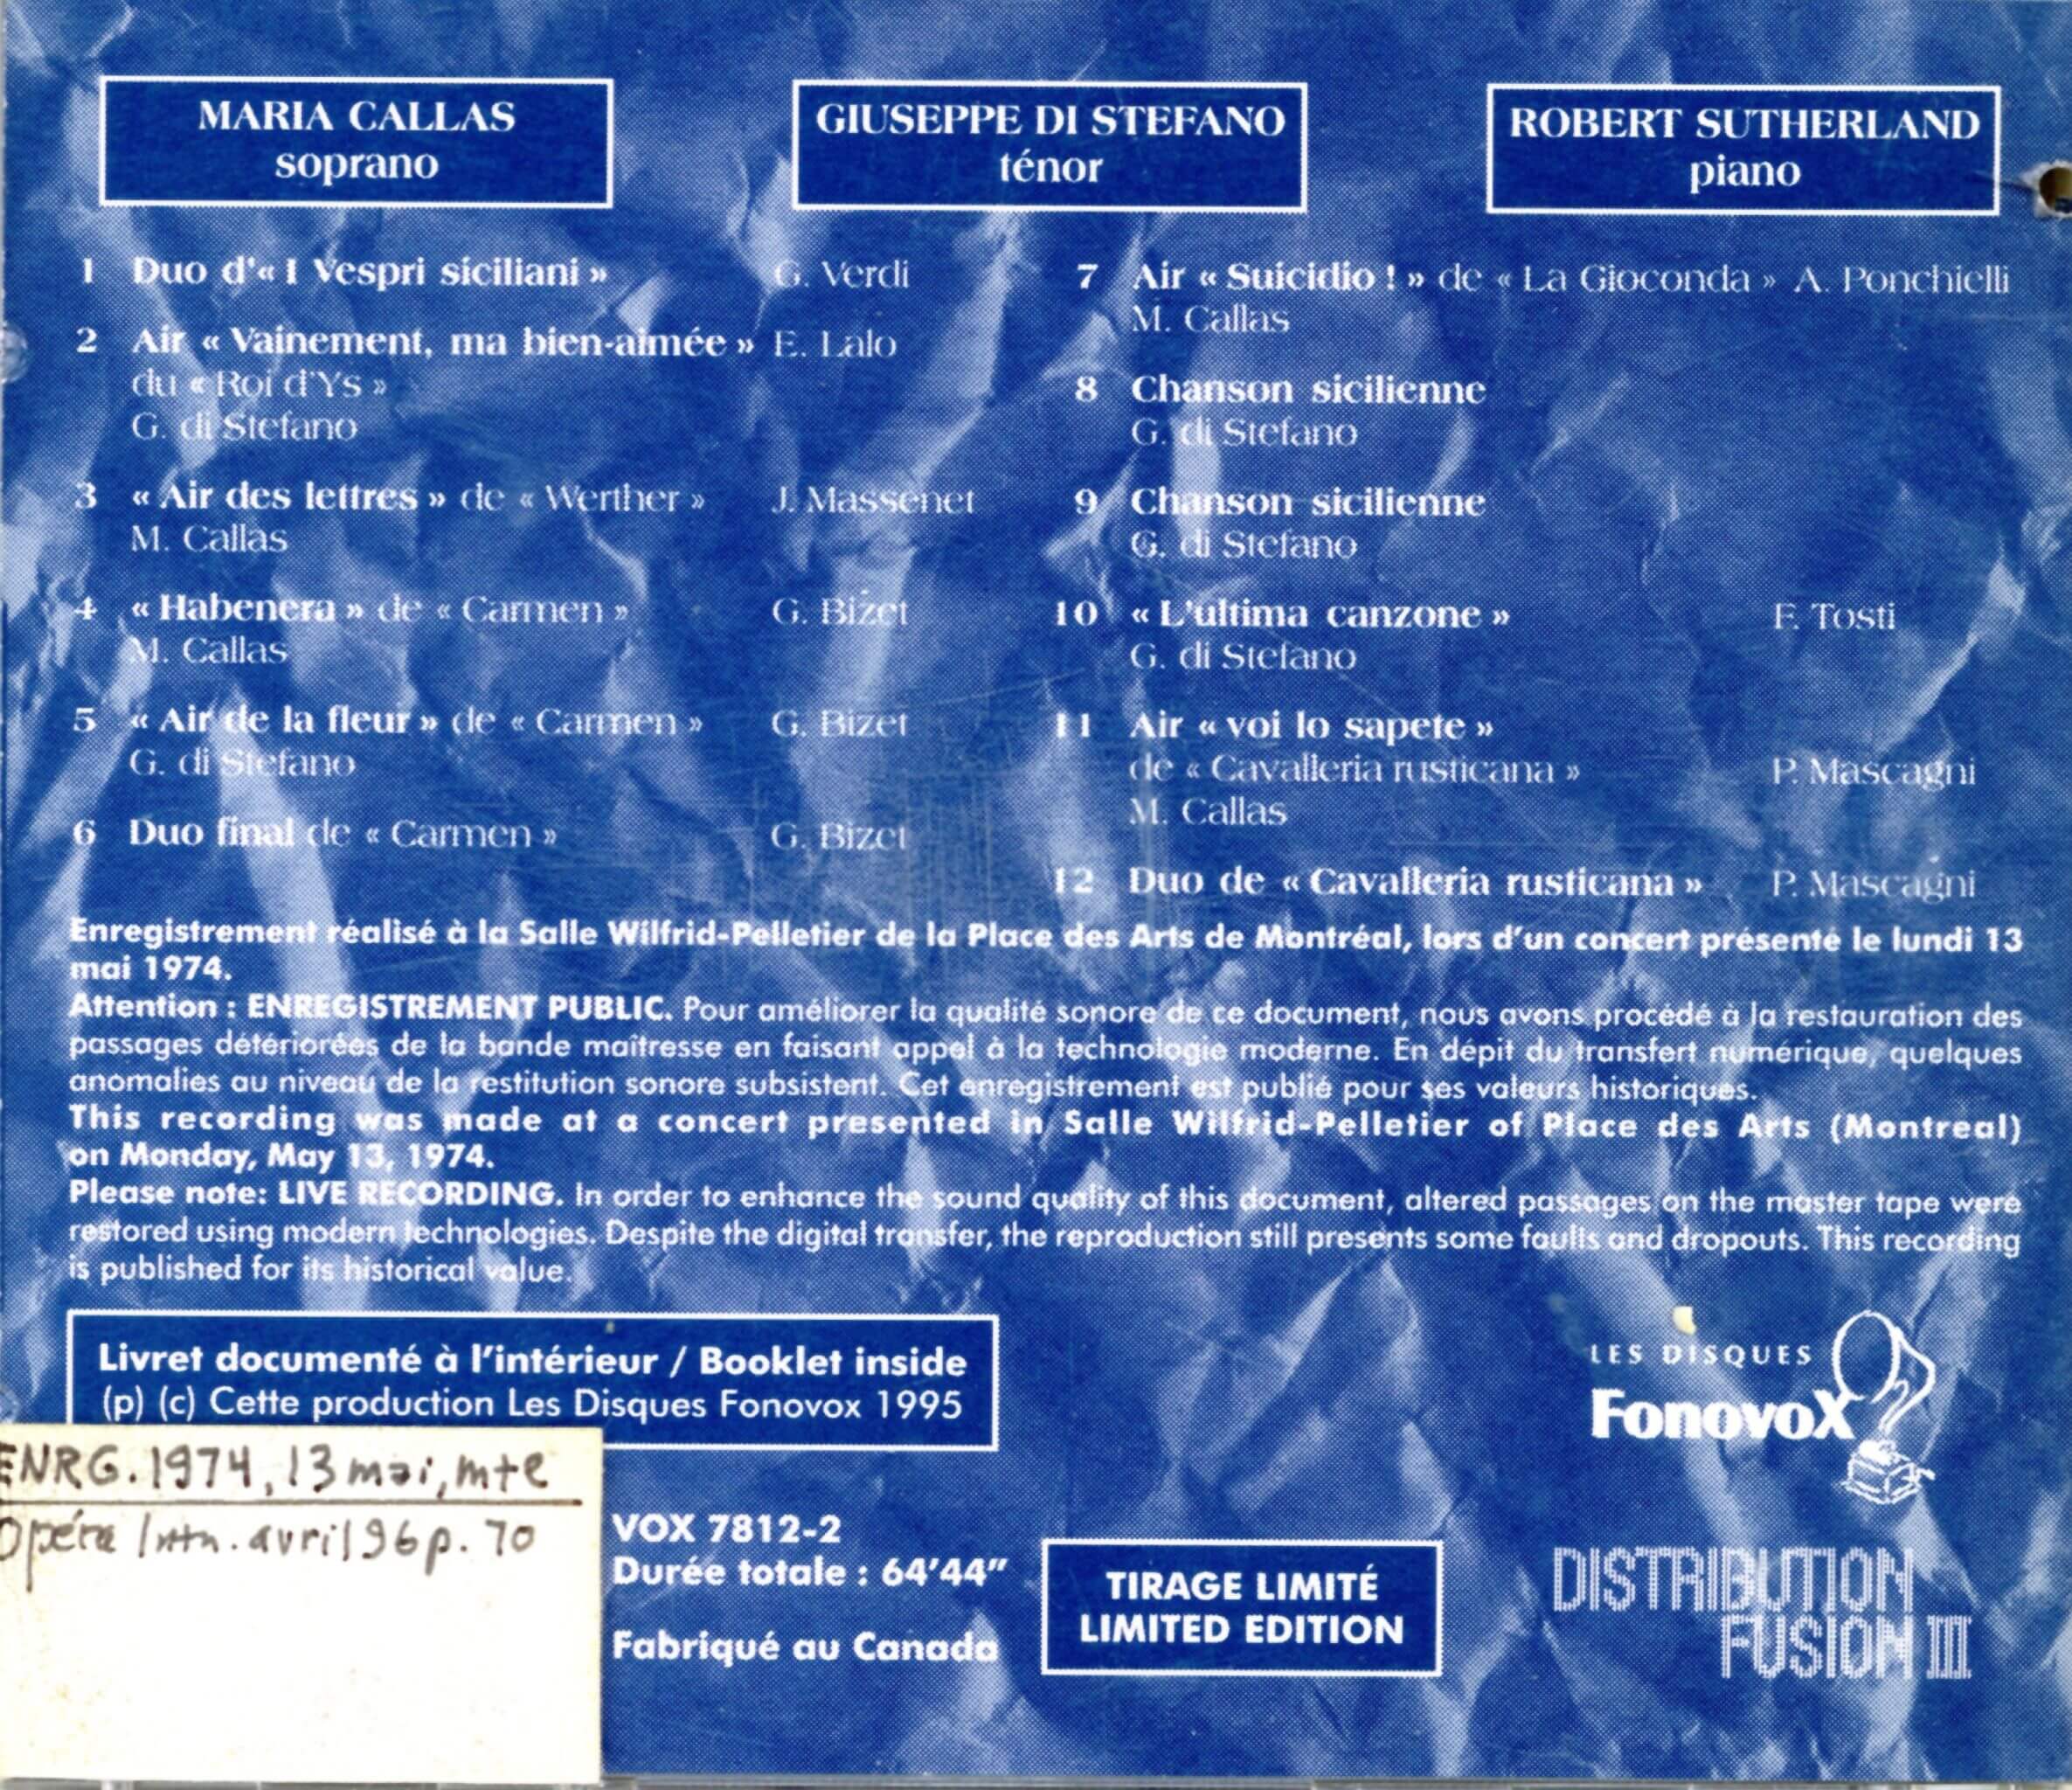 MARIA CALLAS
soprano
GIUSEPPE DI STEFANO
ténor
ROBERT SUTHERLAND
piano
1 Duo d'« I Vespri siciliani » G. Verdi
2 Air « Vainement, ma bien-aimée » E. Lalo
du « Roi d'Ys »
G. di Stefano
3 « Air des lettres » de « Werther » J. Massenet
M. Callas
4 « Habenera » de « Carmen » G. Bizet
M. Callas
5 « Air de la fleur » de « Carmen » G. Bizet
G. di Stefano
6 Duo final de « Carmen » G. Bizet
7 Air « Suicidio ! » de « La Gioconda » A. Ponchielli
M. Callas
8 Chanson sicilienne
G. di Stefano
9 Chanson sicilienne
G. di Stefano
10 « L'ultima canzone » F. Tosti
G. di Stefano
11 Air « voi lo sapete »
de « Cavalleria rusticana » P. Mascagni
M. Callas
12 Duo de « Cavalleria rusticana » P. Mascagni
Enregistrement réalisé à la Salle Wilfrid-Pelletier de la Place des Arts de Montréal, lors d'un concert présenté le lundi 13
mai 1974.
Attention : ENREGISTREMENT PUBLIC. Pour améliorer la qualité sonore de ce document, nous avons procédé à la restauration des
passages détériorées de la bande maîtresse en faisant appel à la technologie moderne. En dépit du transfert numérique, quelques
anomalies au niveau de la restitution sonore subsistent. Cet enregistrement est publié pour ses valeurs historiques.
This recording was made at a concert presented in Salle Wilfrid-Pelletier of Place des Arts (Montreal)
on Monday, May 13, 1974.
Please note: LIVE RECORDING. In order to enhance the sound quality of this document, altered passages on the master tape were
restored using modern technologies. Despite the digital transfer, the reproduction still presents some faults and dropouts. This recording
is published for its historical value.
Livret documenté à l'intérieur / Booklet inside
(p) (c) Cette production Les Disques Fonovox 1995
LES DISQUES
FonovoX
ENRG. 1974, 13 mai, mtl
Opéra Intn. avril 96 p. 70
VOX 7812-2
Durée totale : 64'44"
Fabriqué au Canada
TIRAGE LIMITÉ
LIMITED EDITION
DISTRIBUTION
FUSION III